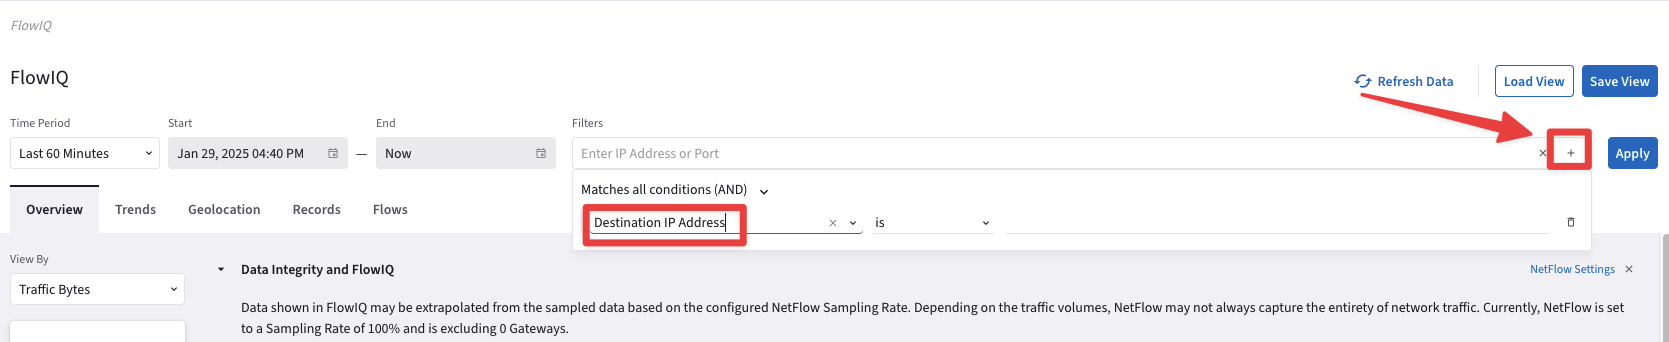 FlowIQ
FlowIQ
Refresh Data
Load View
Save View
Time Period
Start
End
Filters
Last 60 Minutes
Jan 29, 2025 04:40 PM
—
Now
Enter IP Address or Port
Apply
Matches all conditions (AND)
Overview
Trends
Geolocation
Records
Flows
Destination IP Address
is
View By
Traffic Bytes
Data Integrity and FlowIQ
NetFlow Settings
Data shown in FlowIQ may be extrapolated from the sampled data based on the configured NetFlow Sampling Rate. Depending on the traffic volumes, NetFlow may not always capture the entirety of network traffic. Currently, NetFlow is set
to a Sampling Rate of 100% and is excluding 0 Gateways.